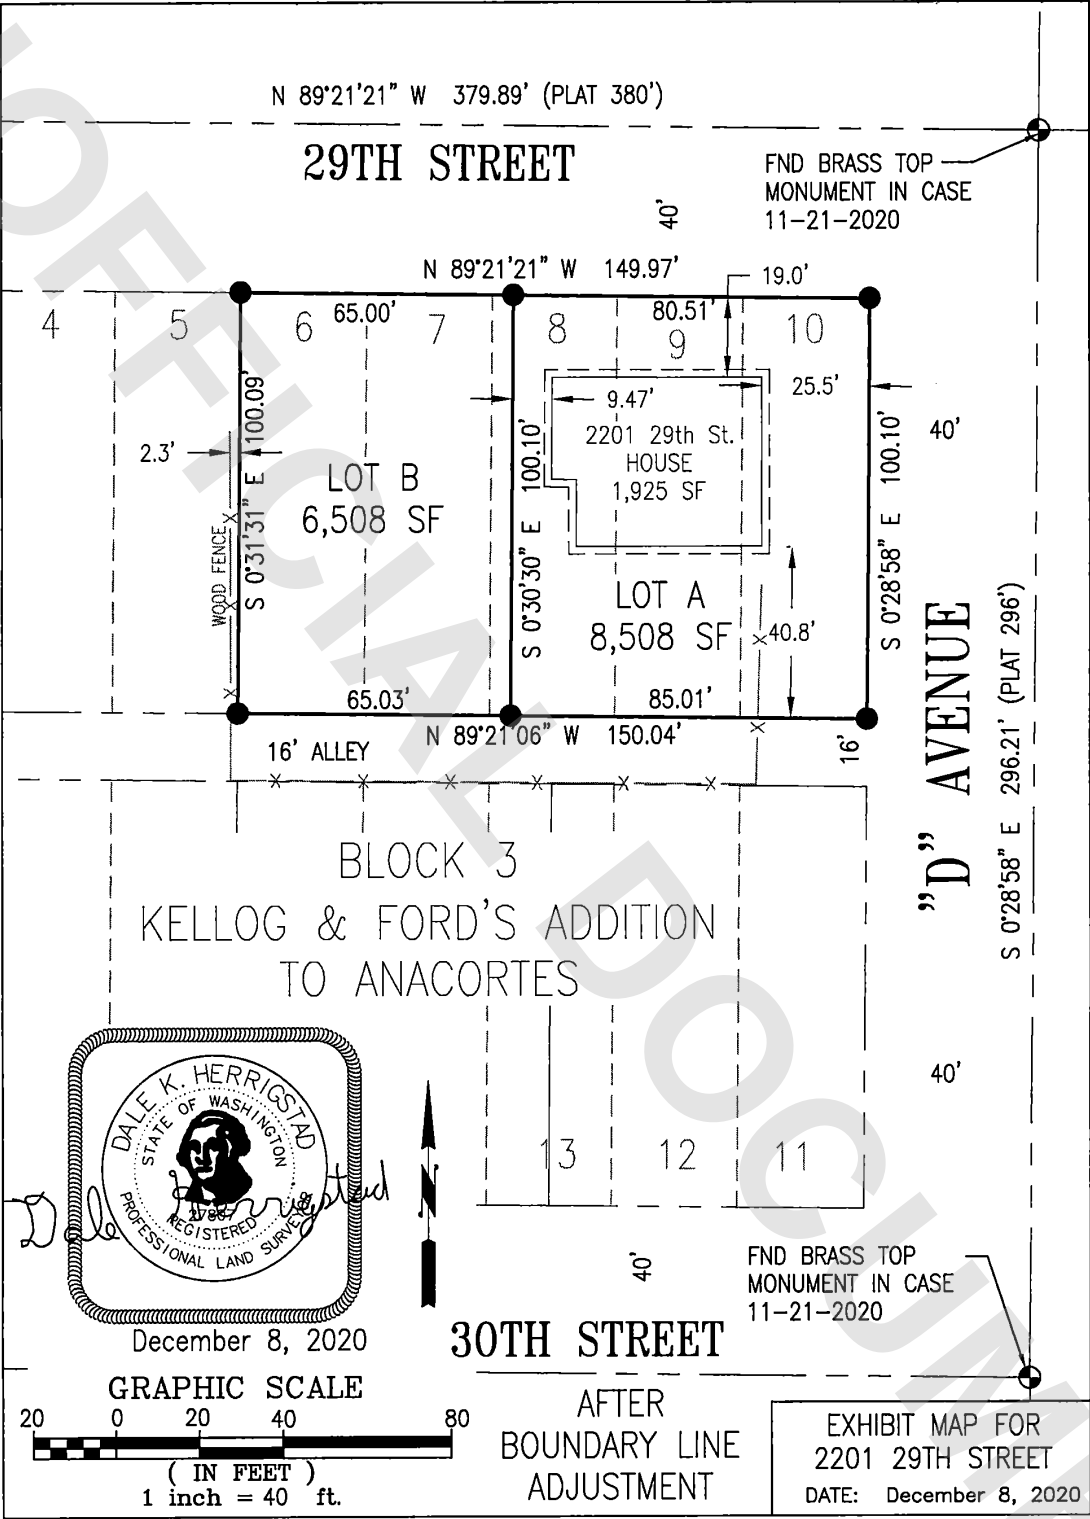 N 89°21'21" W 379.89' (PLAT 380')
29TH STREET
FND BRASS TOP
MONUMENT IN CASE
11-21-2020
40'
N 89°21'21" W 149.97'
19.0'
65.00'
80.51'
4
5
6
7
8
9
10
9.47'
25.5'
2201 29th St.
HOUSE
1,925 SF
2.3'
S 0°31'31" E 100.09'
WOOD FENCE
LOT B
6,508 SF
S 0°30'30" E 100.10'
LOT A
8,508 SF
40.8'
S 0°28'58" E 100.10'
40'
"D" AVENUE
S 0°28'58" E 296.21' (PLAT 296')
65.03'
85.01'
N 89°21'06" W 150.04'
16' ALLEY
16'
BLOCK 3
KELLOG & FORD'S ADDITION
TO ANACORTES
40'
13
12
11
DALE K. HERRIGSTAD
STATE OF WASHINGTON
REGISTERED
PROFESSIONAL LAND SURVEYOR
Dale Herrigstad
December 8, 2020
40'
FND BRASS TOP
MONUMENT IN CASE
11-21-2020
30TH STREET
GRAPHIC SCALE
20 0 20 40 80
( IN FEET )
1 inch = 40 ft.
AFTER
BOUNDARY LINE
ADJUSTMENT
EXHIBIT MAP FOR
2201 29TH STREET
DATE: December 8, 2020
N
OFFICIAL DOCUM